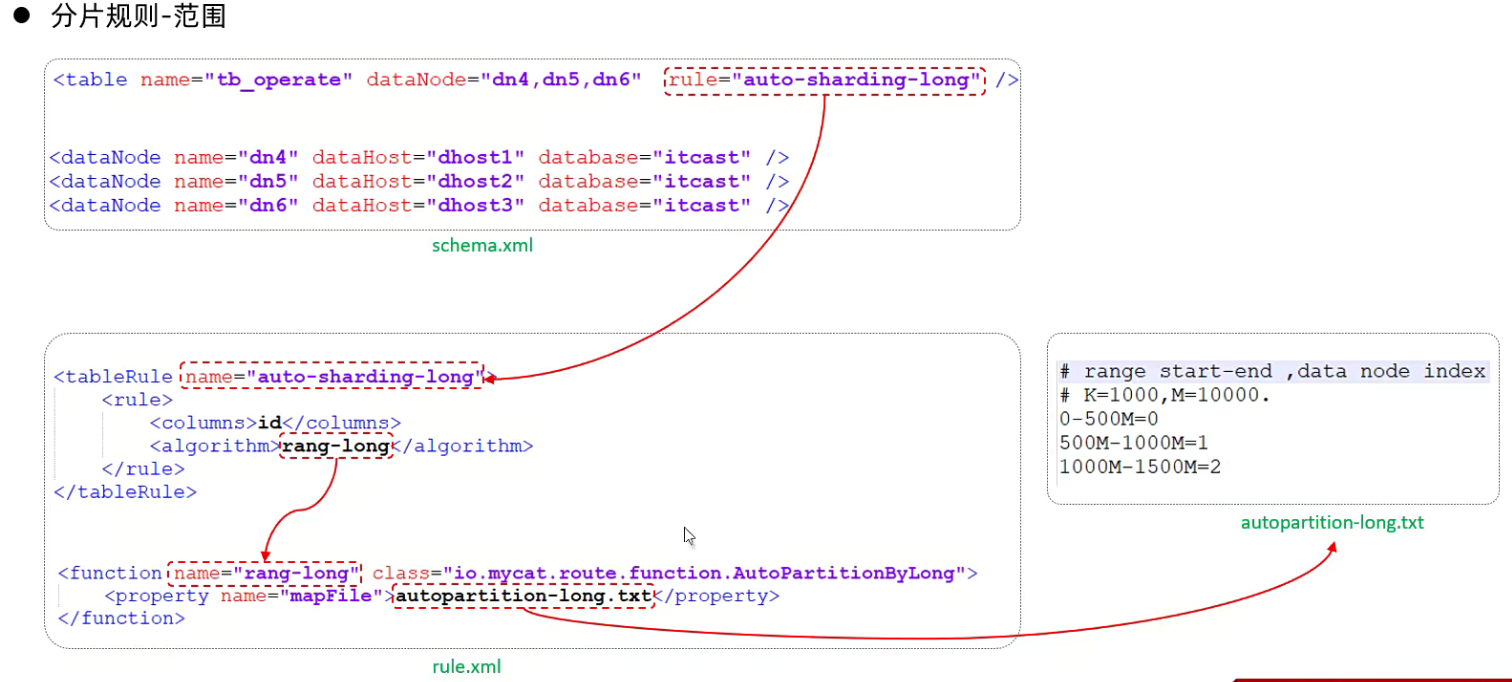 ● 分片规则-范围
<table name="tb_operate" dataNode="dn4,dn5,dn6" rule="auto-sharding-long" />
<dataNode name="dn4" dataHost="dhost1" database="itcast" />
<dataNode name="dn5" dataHost="dhost2" database="itcast" />
<dataNode name="dn6" dataHost="dhost3" database="itcast" />
schema.xml
<tableRule name="auto-sharding-long">
<rule>
<columns>id</columns>
<algorithm>rang-long</algorithm>
</rule>
</tableRule>
<function name="rang-long" class="io.mycat.route.function.AutoPartitionByLong">
<property name="mapFile">autopartition-long.txt</property>
</function>
rule.xml
# range start-end ,data node index
# K=1000,M=10000.
0-500M=0
500M-1000M=1
1000M-1500M=2
autopartition-long.txt